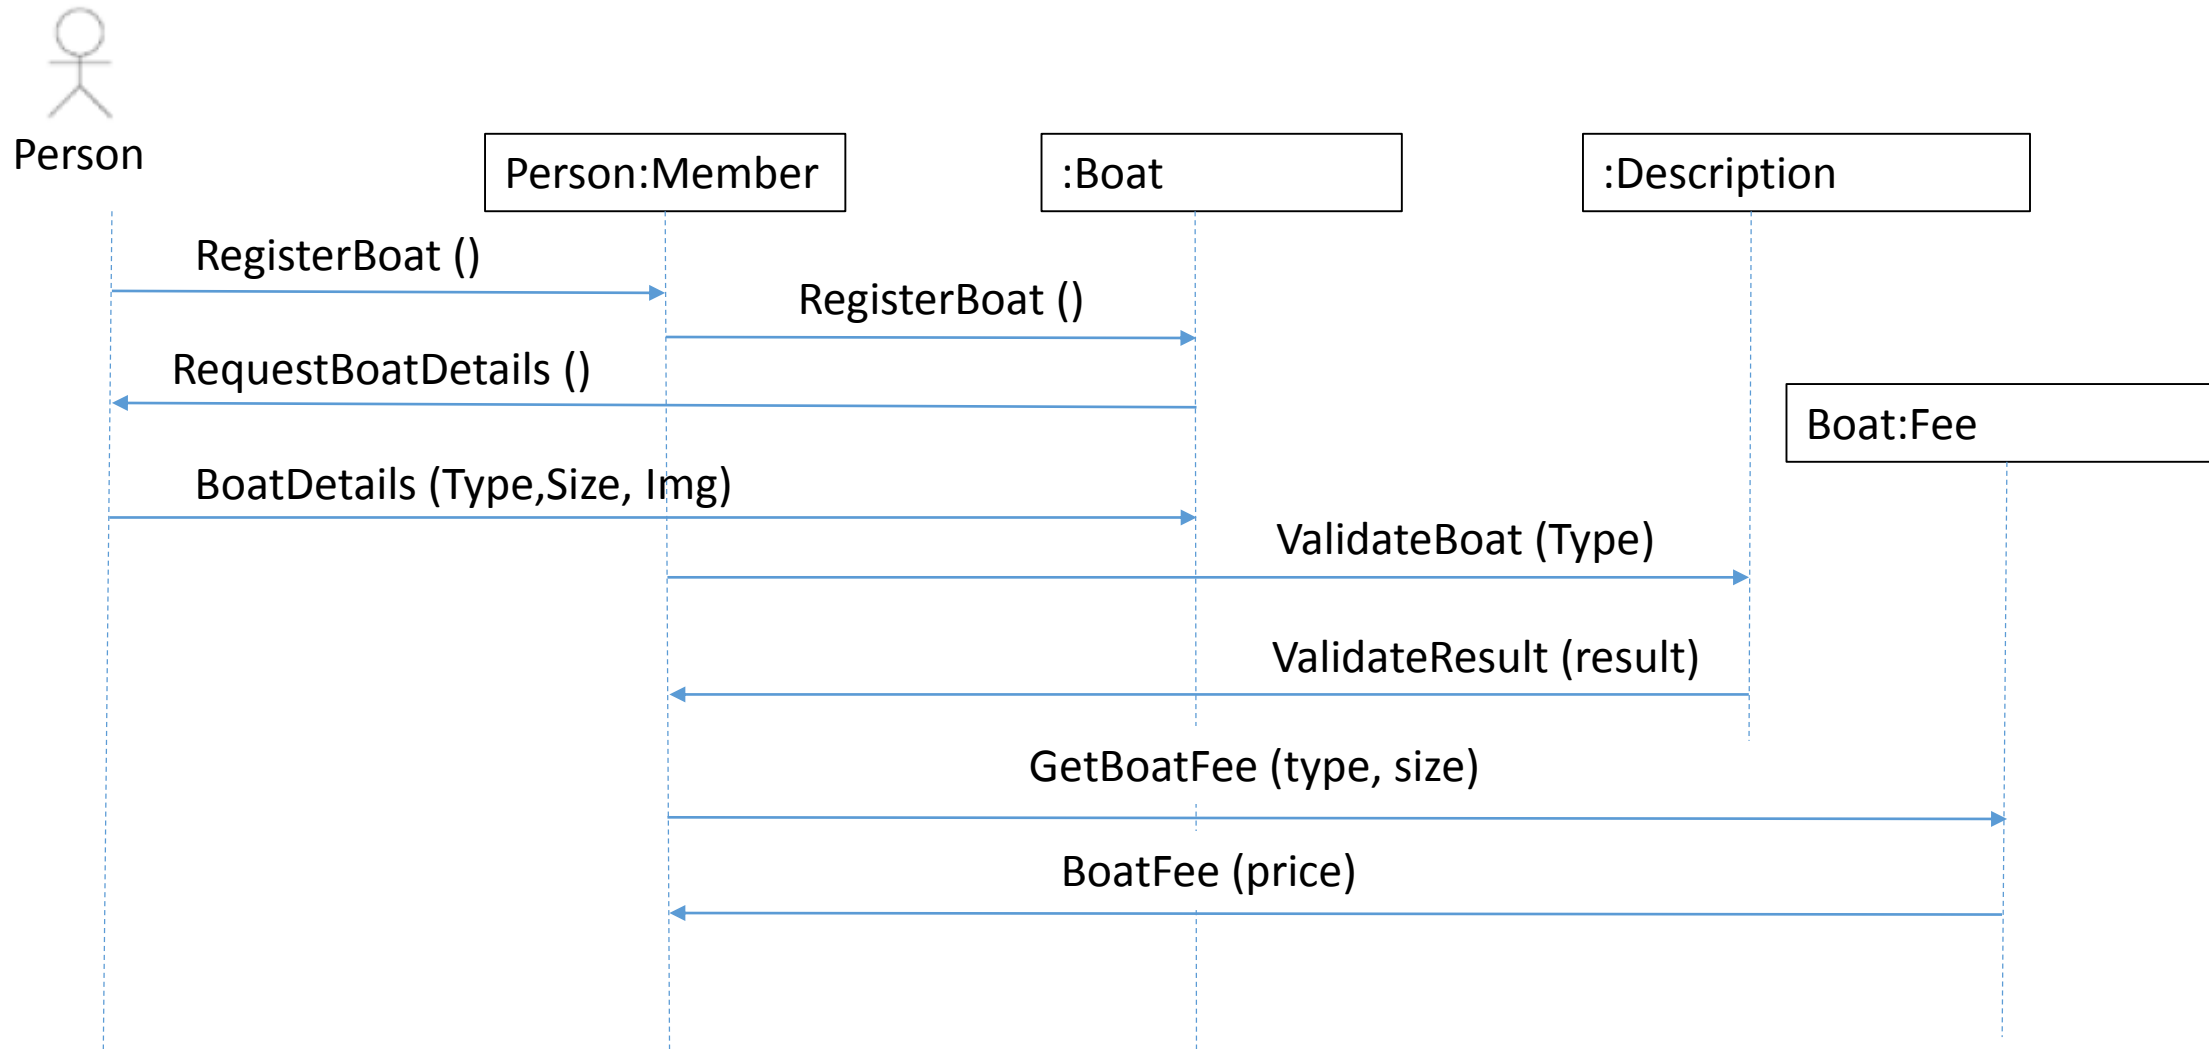 Person
Person:Member
:Boat
:Description
RegisterBoat ()
RegisterBoat ()
RequestBoatDetails ()
Boat:Fee
BoatDetails (Type,Size, Img)
ValidateBoat (Type)
ValidateResult (result)
GetBoatFee (type, size)
BoatFee (price)